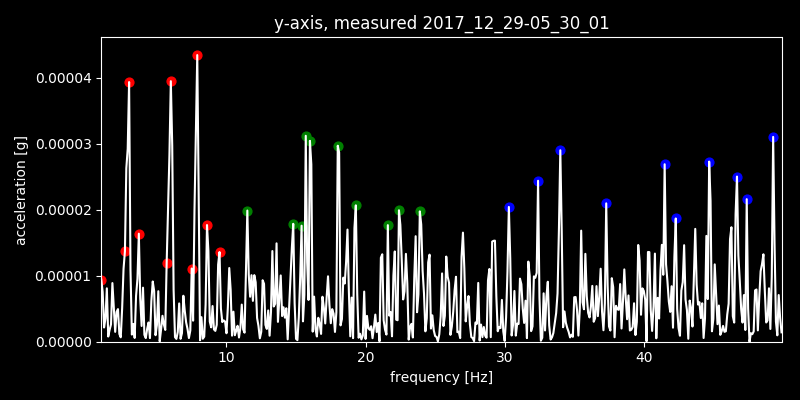 y-axis, measured 2017_12_29-05_30_01
0.00004
0.00003
0.00002
0.00001
0.00000
acceleration [g]
10 20 30 40
frequency [Hz]